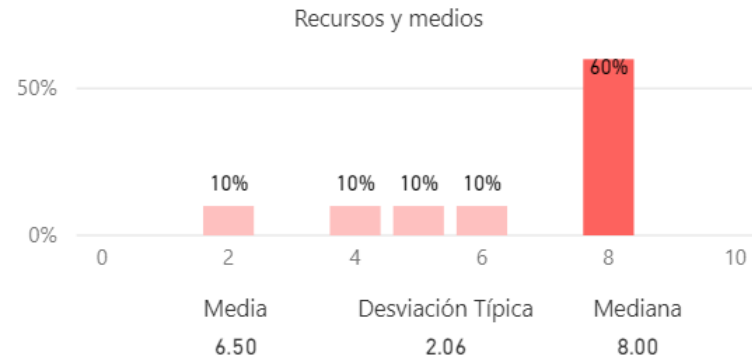 Recursos y medios
60%
50%
10% 10% 10% 10%
0%
0 2 4 6 8 10
Media Desviación Típica Mediana
6.50 2.06 8.00